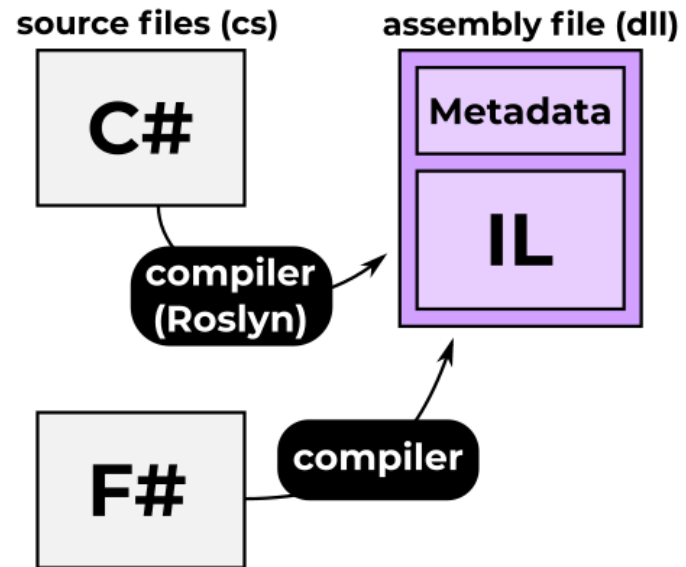 source files (cs)
assembly file (dll)
C#
Metadata
IL
compiler
(Roslyn)
F#
compiler